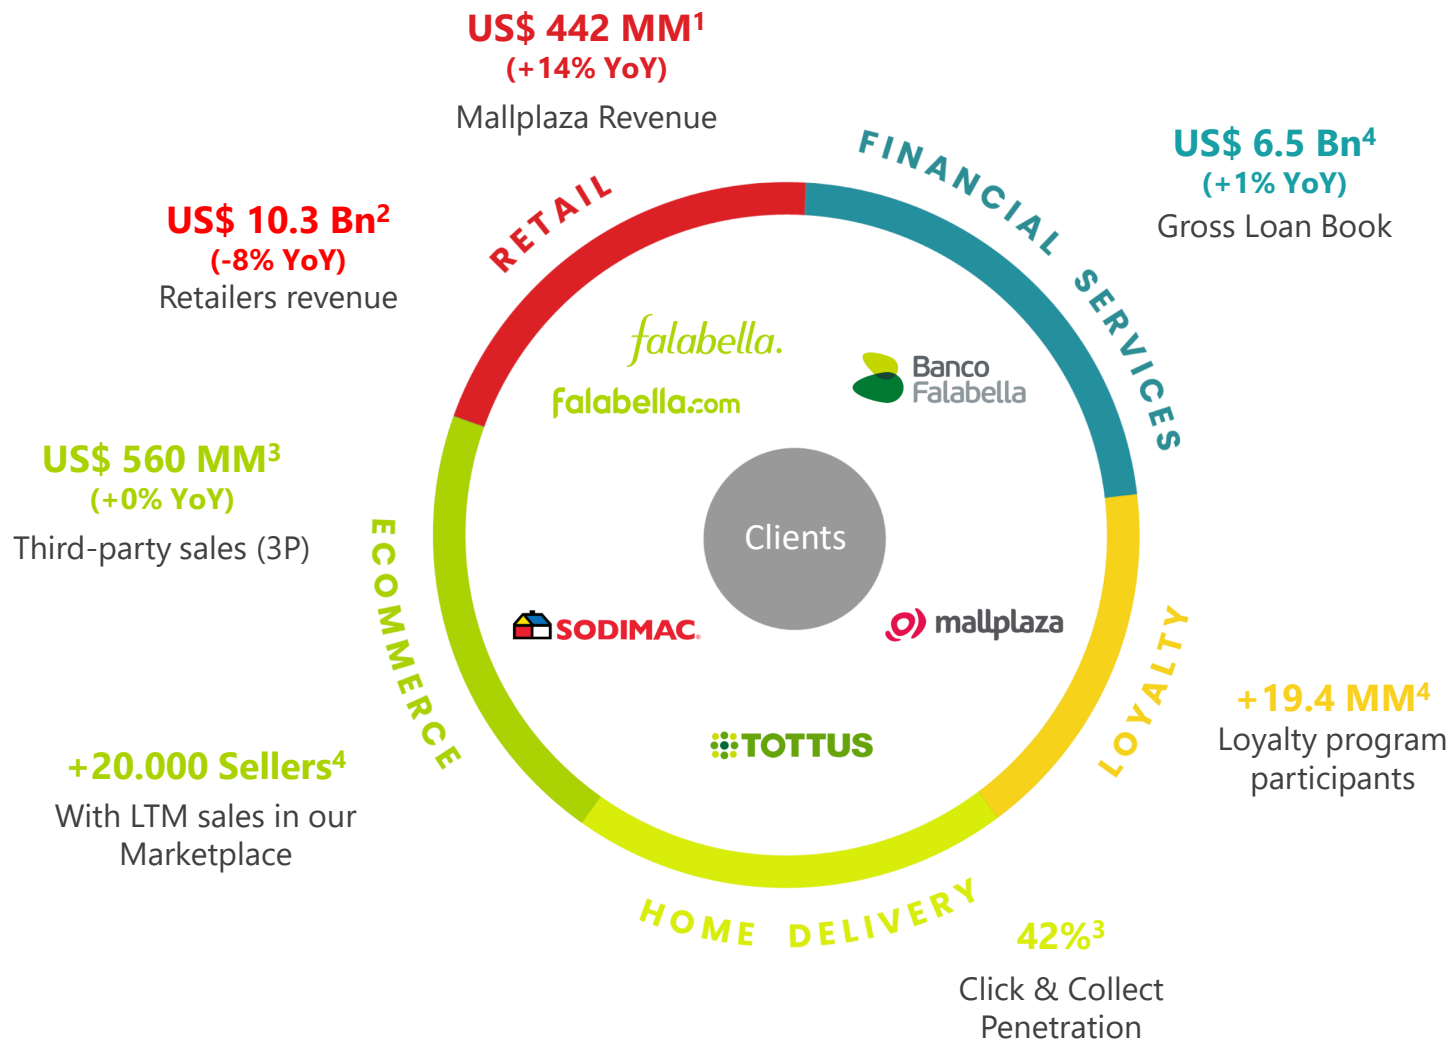 US$ 442 MM¹
(+14% YoY)
Mallplaza Revenue
US$ 10.3 Bn²
(-8% YoY)
Retailers revenue
RETAIL
FINANCIAL SERVICES
US$ 6.5 Bn⁴
(+1% YoY)
Gross Loan Book
falabella.
falabella.com
Banco
Falabella
US$ 560 MM³
(+0% YoY)
Third-party sales (3P)
ECOMMERCE
Clients
SODIMAC®
mallplaza
TOTTUS
LOYALTY
+19.4 MM⁴
Loyalty program
participants
+20.000 Sellers⁴
With LTM sales in our
Marketplace
HOME DELIVERY
42%³
Click & Collect
Penetration